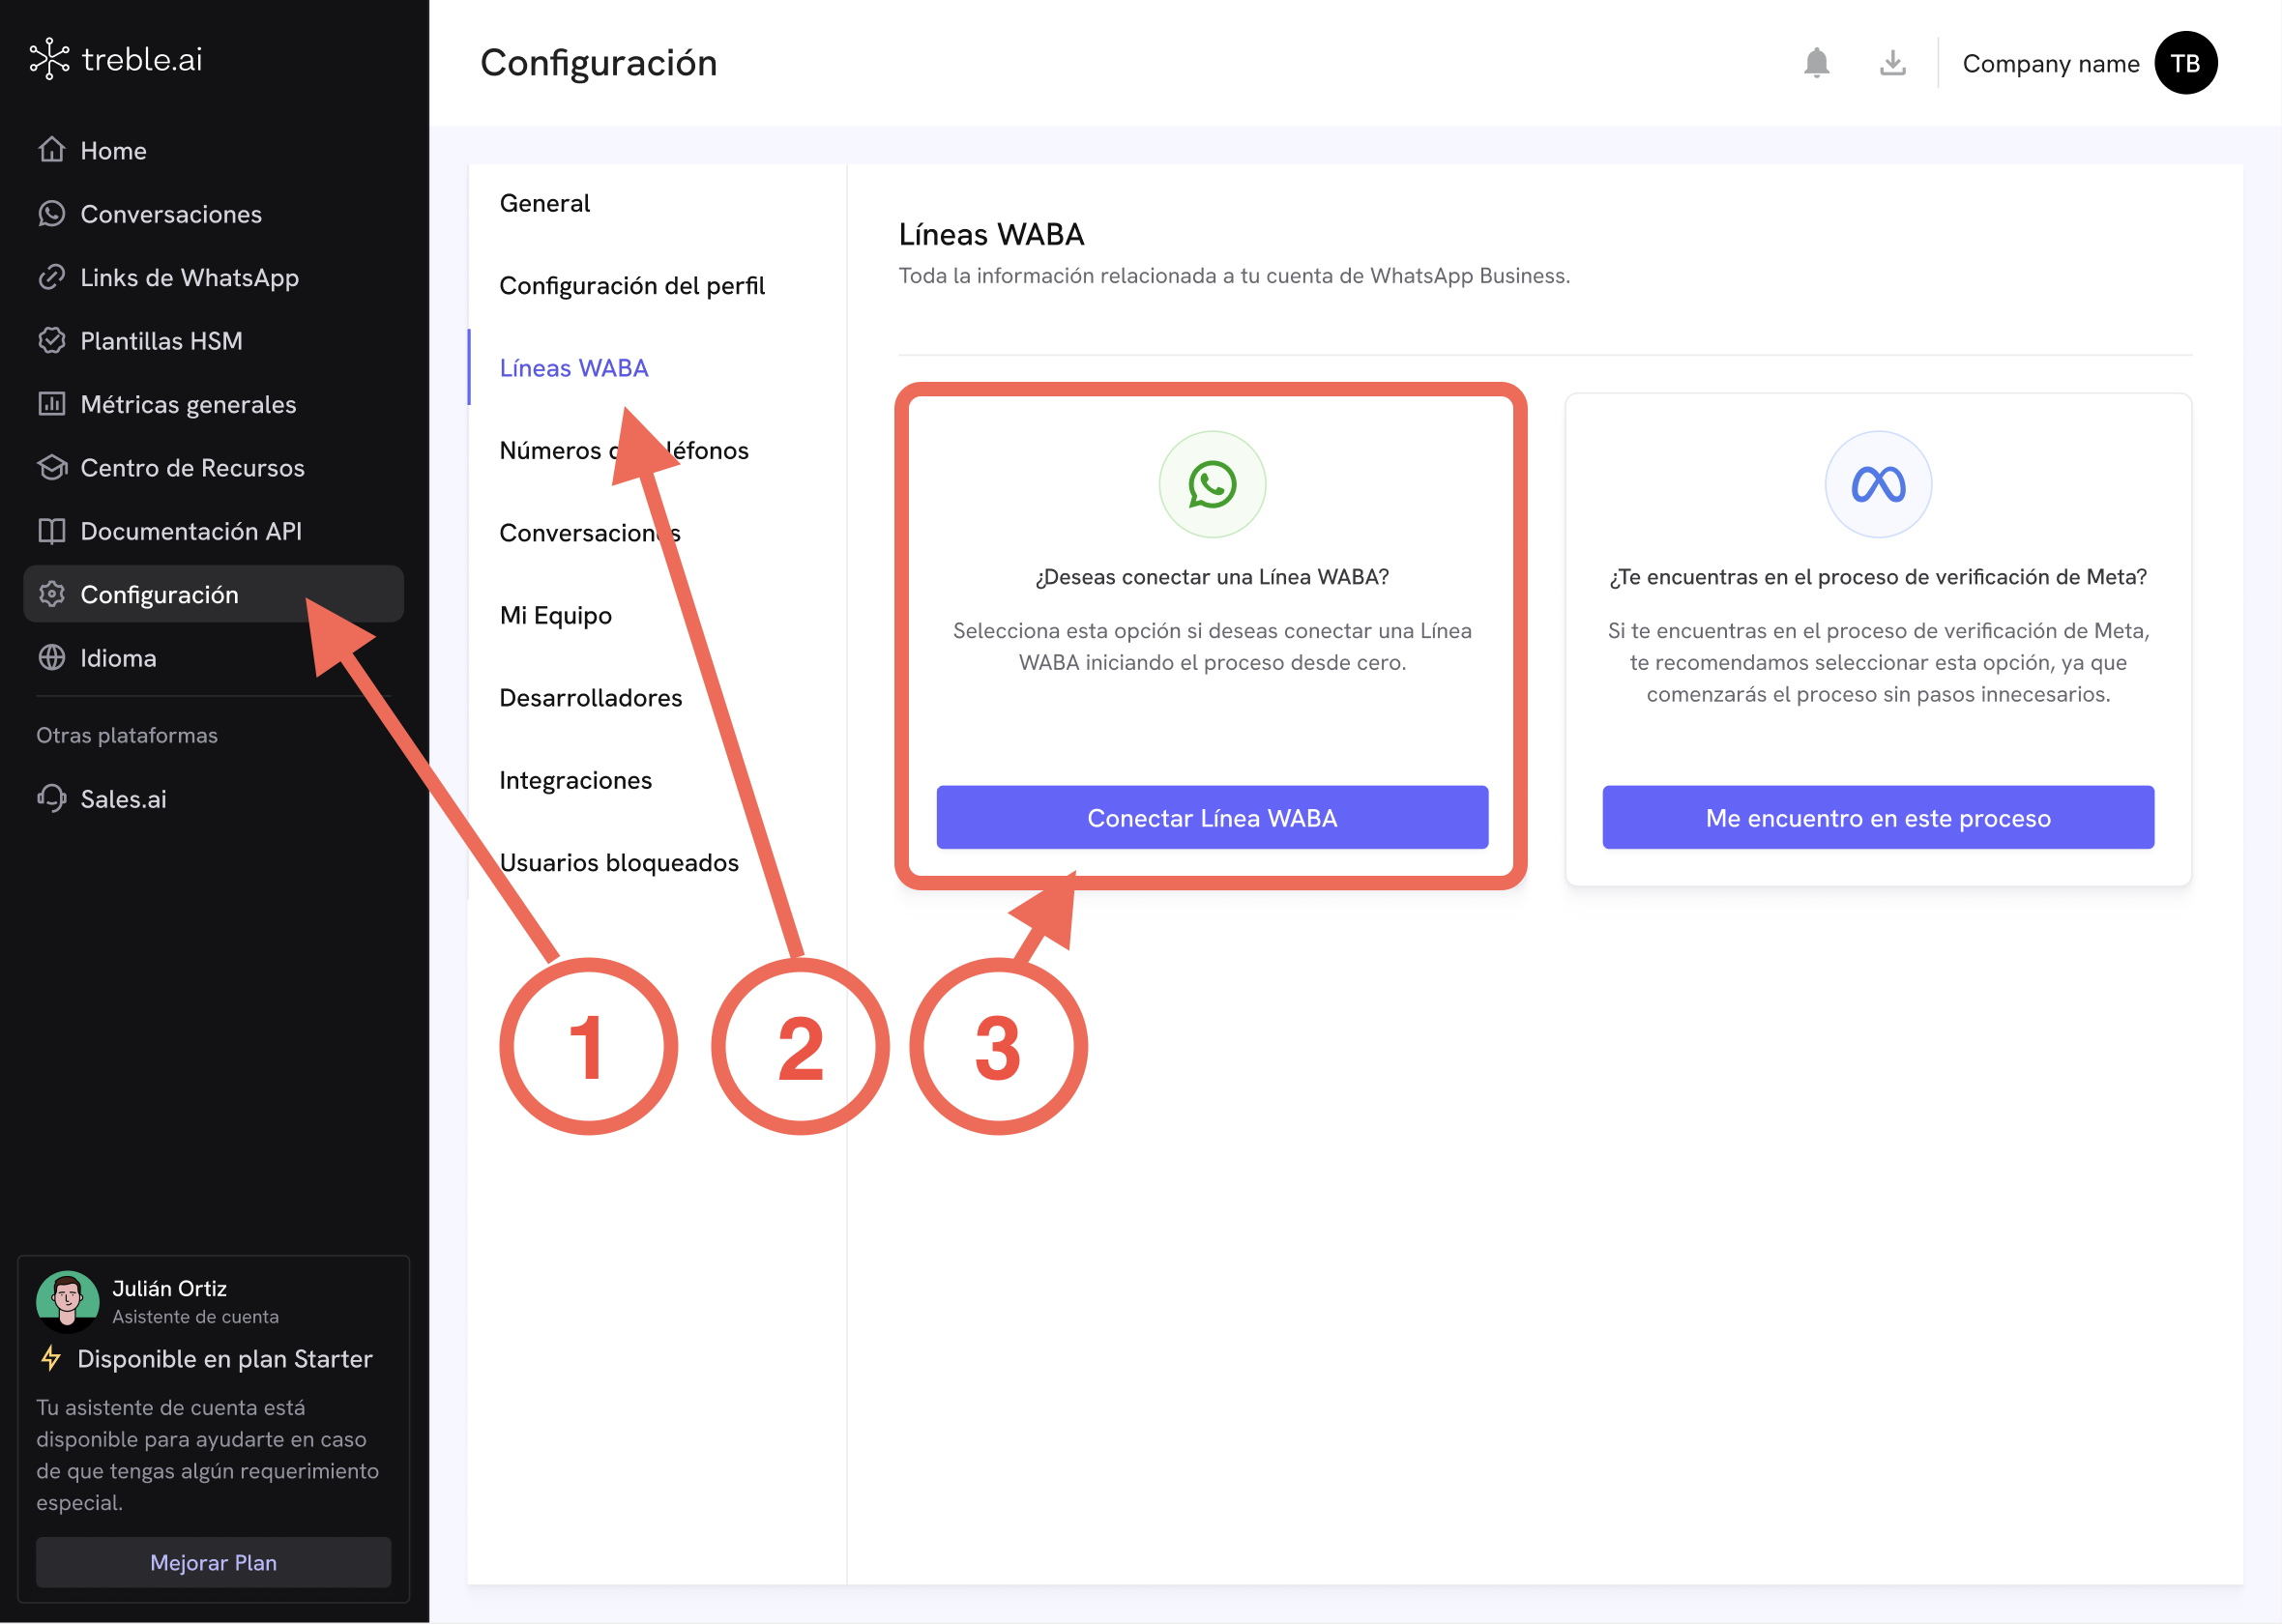 treble.ai
Home
Conversaciones
Links de WhatsApp
Plantillas HSM
Métricas generales
Centro de Recursos
Documentación API
Configuración
Idioma
Otras plataformas
Sales.ai
Julián Ortiz
Asistente de cuenta
Disponible en plan Starter
Tu asistente de cuenta está
disponible para ayudarte en caso
de que tengas algún requerimiento
especial.
Mejorar Plan
Configuración
Company name
TB
General
Configuración del perfil
Líneas WABA
Números
Conversaciones
Mi Equipo
Desarrolladores
Integraciones
Usuarios bloqueados
Líneas WABA
Toda la información relacionada a tu cuenta de WhatsApp Business.
¿Deseas conectar una Línea WABA?
Selecciona esta opción si deseas conectar una Línea
WABA iniciando el proceso desde cero.
Conectar Línea WABA
¿Te encuentras en el proceso de verificación de Meta?
Si te encuentras en el proceso de verificación de Meta,
te recomendamos seleccionar esta opción, ya que
comenzarás el proceso sin pasos innecesarios.
Me encuentro en este proceso
1
2
3